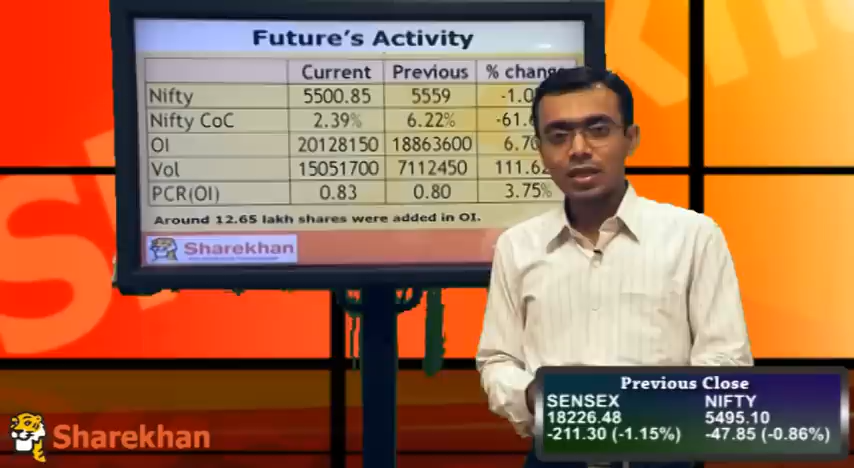 Future's Activity
Current Previous % change
Nifty 5500.85 5559
Nifty CoC 2.39% 6.22%
OI 20128150 18863600
Vol 15051700 7112450
PCR(OI) 0.83 0.80 3.75%
Around 12.65 lakh shares were added in OI.
Sharekhan
Previous Close
SENSEX NIFTY
18226.48 5495.10
-211.30 (-1.15%) -47.85 (-0.86%)
Sharekhan